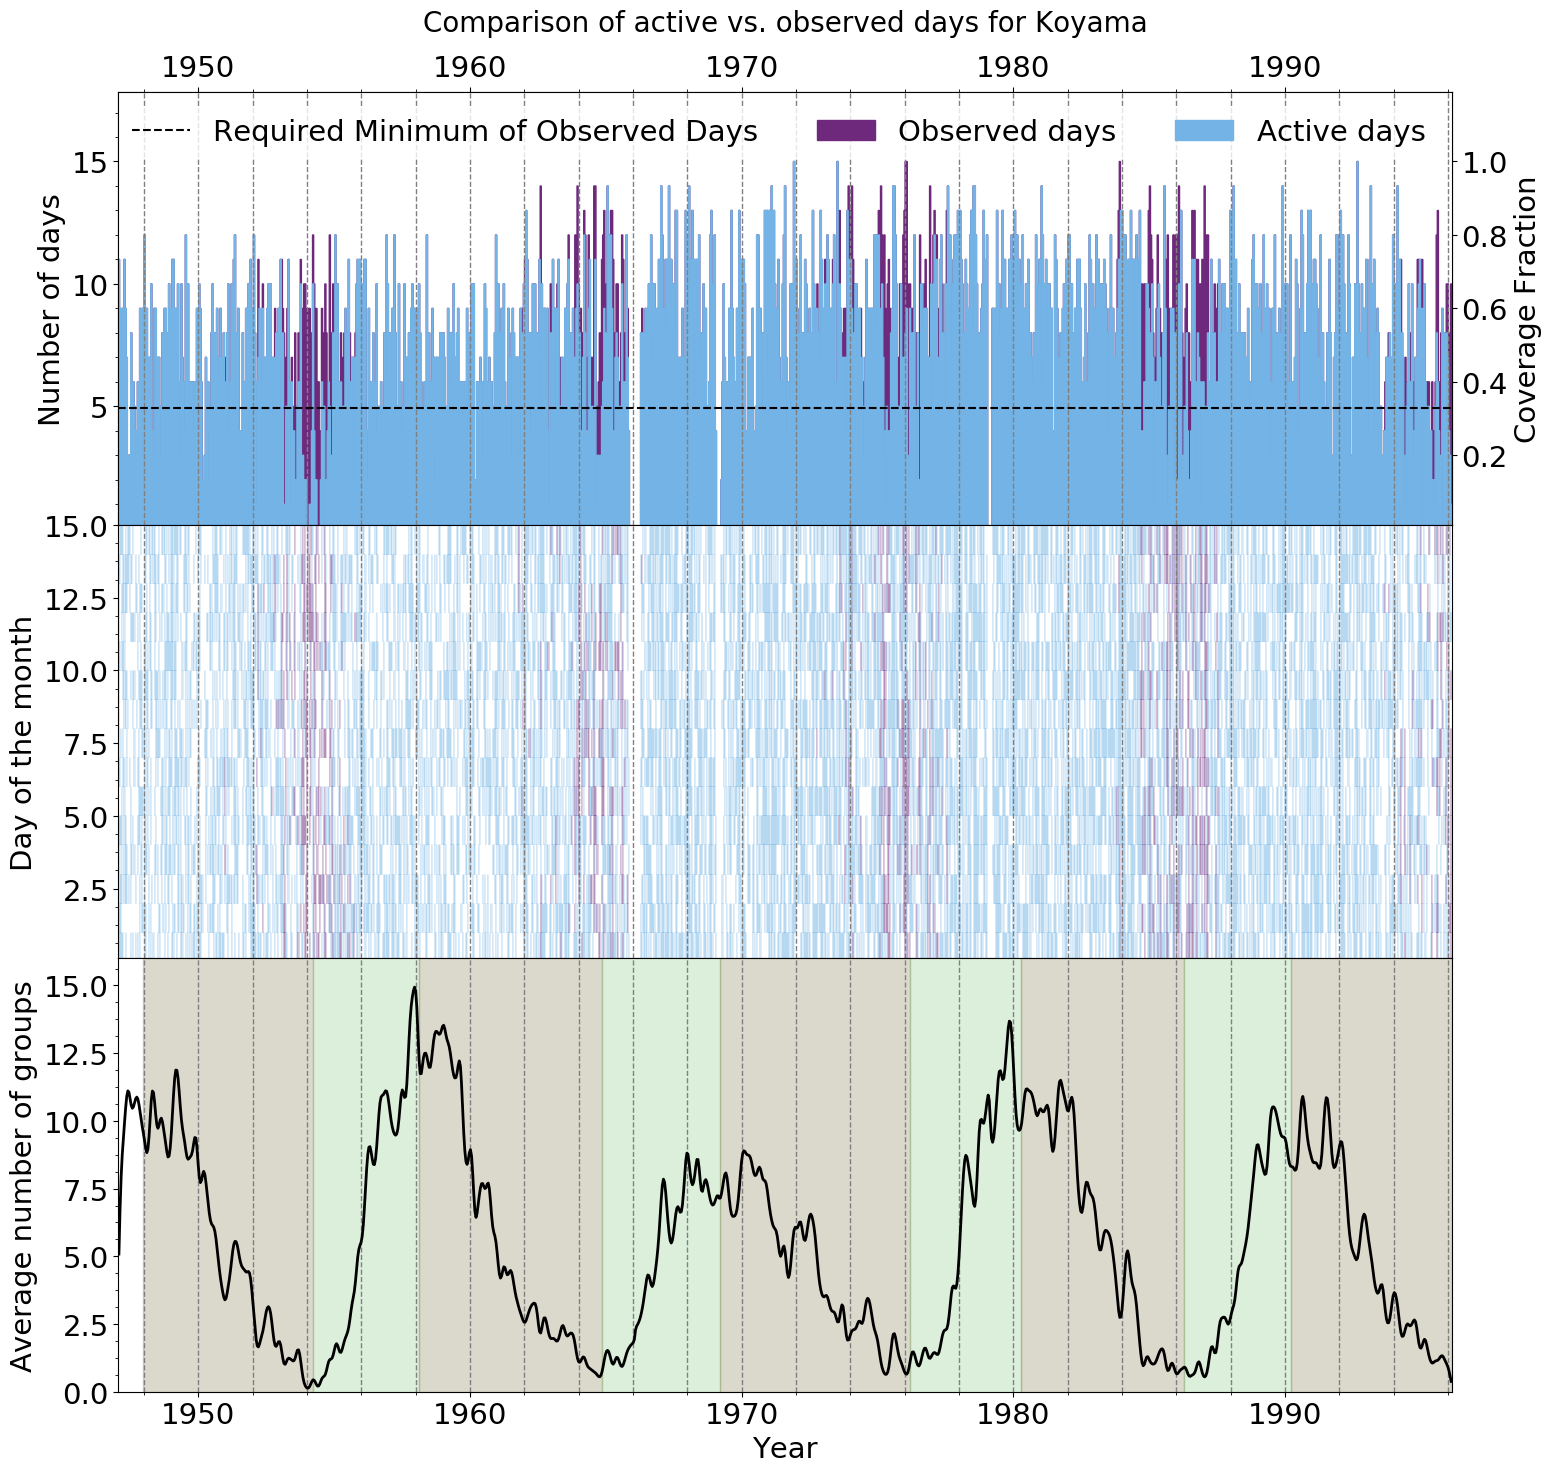 Comparison of active vs. observed days for Koyama
1950 1960 1970 1980 1990
Required Minimum of Observed Days Observed days Active days
Number of days
15
10
5
Coverage Fraction
1.0
0.8
0.6
0.4
0.2
Day of the month
15.0
12.5
10.0
7.5
5.0
2.5
Average number of groups
15.0
12.5
10.0
7.5
5.0
2.5
0.0
1950 1960 1970 1980 1990
Year